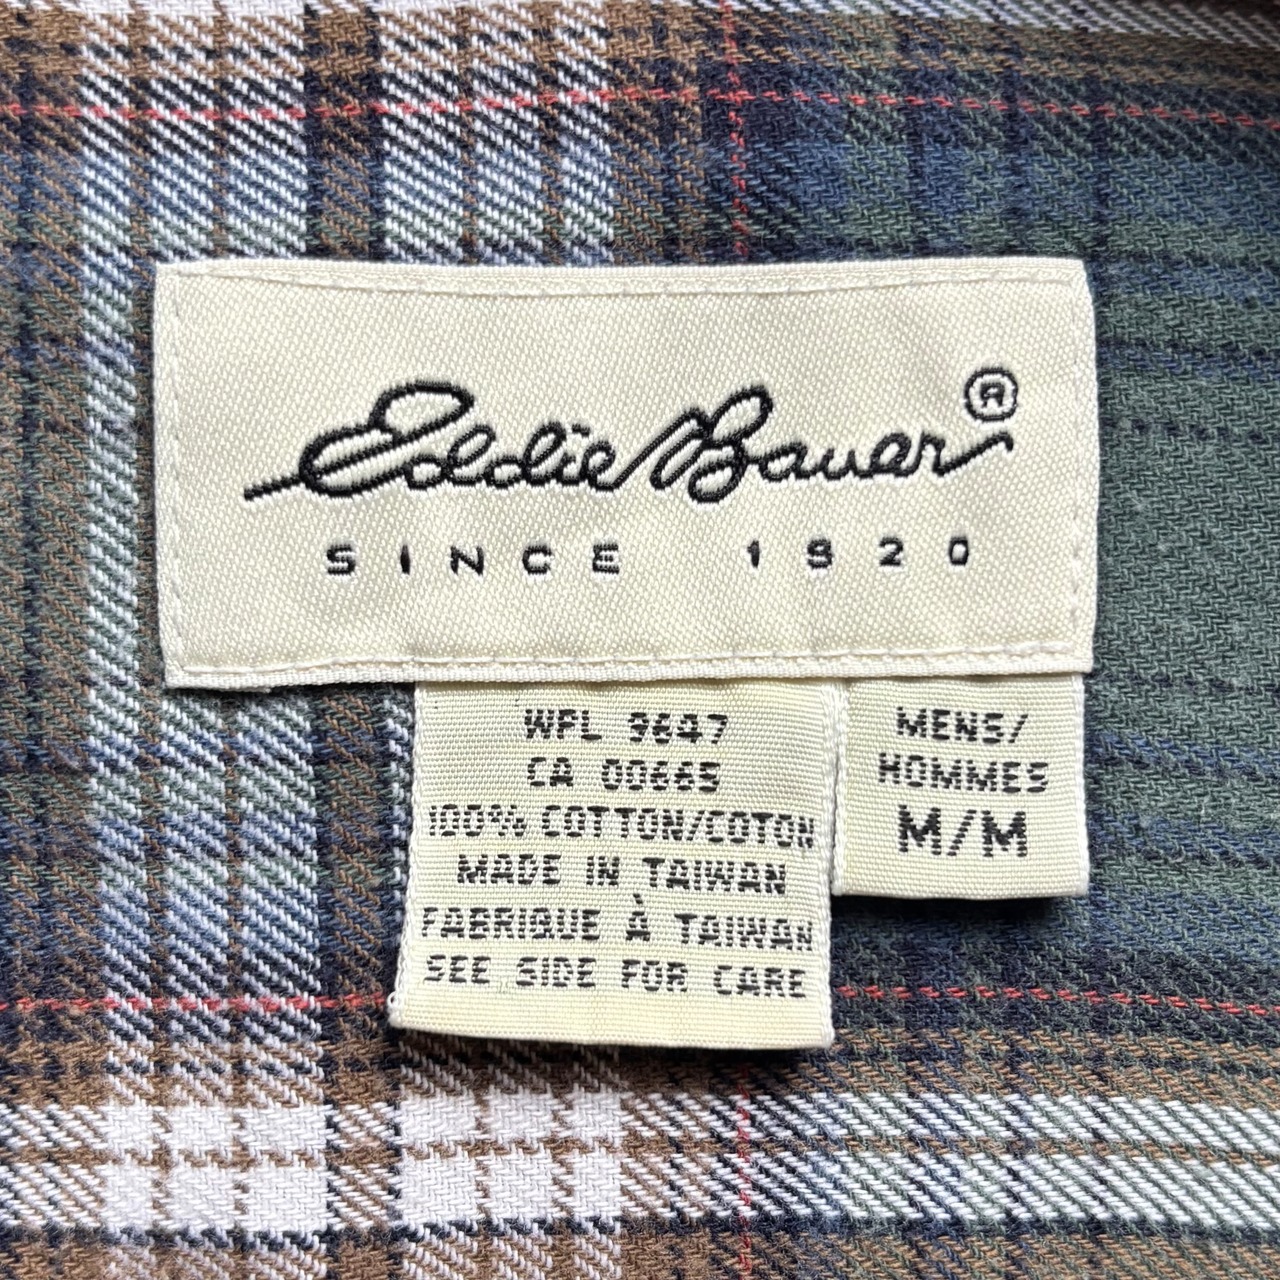 Eddie Bauer®
SINCE 1920
WPL 9647
CA 00665
100% COTTON/COTON
MADE IN TAIWAN
FABRIQUE À TAIWAN
SEE SIDE FOR CARE
MENS/
HOMMES
M/M